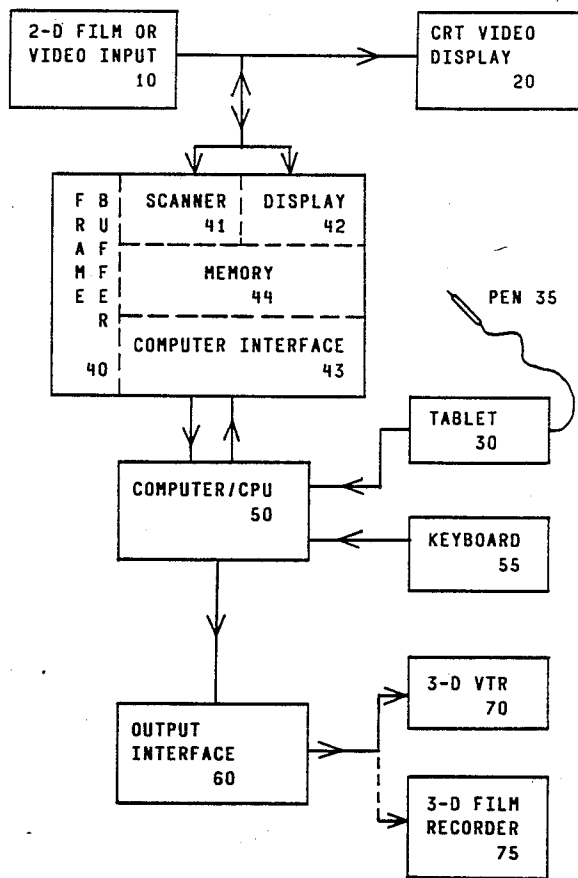 2-D FILM OR
VIDEO INPUT
10
CRT VIDEO
DISPLAY
20
FRAME
BUFFER
40
SCANNER
41
DISPLAY
42
MEMORY
44
COMPUTER INTERFACE
43
PEN 35
TABLET
30
COMPUTER/CPU
50
KEYBOARD
55
OUTPUT
INTERFACE
60
3-D VTR
70
3-D FILM
RECORDER
75